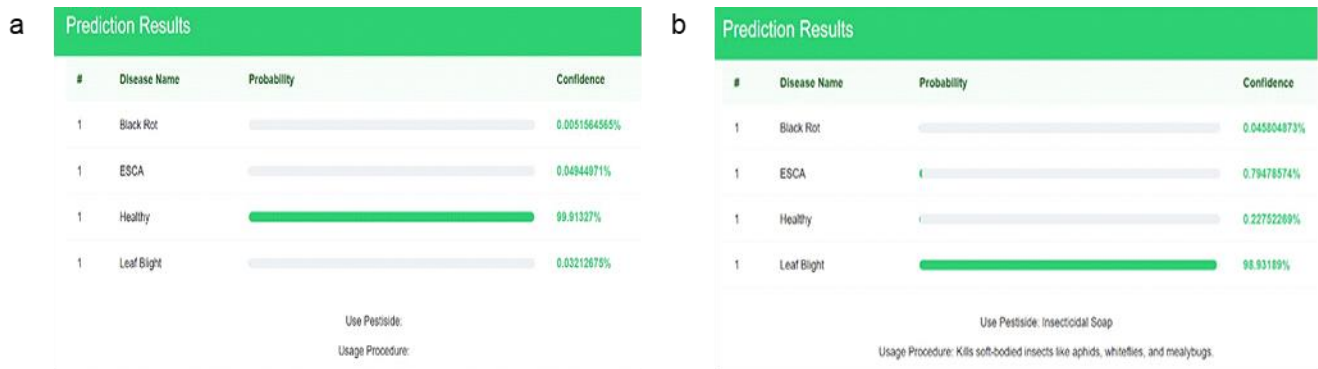 a
Prediction Results
# Disease Name Probability Confidence
1 Black Rot 0.0051564565%
1 ESCA 0.04944971%
1 Healthy 99.91327%
1 Leaf Blight 0.03212675%
Use Pestiside:
Usage Procedure:
b
Prediction Results
# Disease Name Probability Confidence
1 Black Rot 0.045804873%
1 ESCA 0.79478574%
1 Healthy 0.22752269%
1 Leaf Blight 98.93189%
Use Pestiside: Insecticidal Soap
Usage Procedure: Kills soft-bodied insects like aphids, whiteflies, and mealybugs.